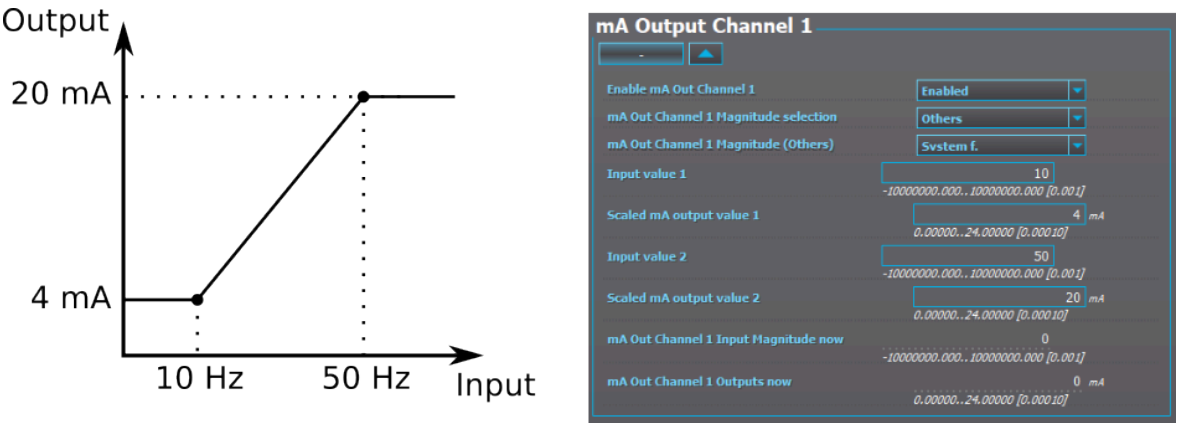 Output
20 mA
4 mA
10 Hz
50 Hz
Input
mA Output Channel 1
-
Enable mA Out Channel 1 Enabled
mA Out Channel 1 Magnitude selection Others
mA Out Channel 1 Magnitude (Others) System f.
Input value 1 10
-10000000.000..10000000.000 [0.001]
Scaled mA output value 1 4 mA
0.00000..24.00000 [0.00010]
Input value 2 50
-10000000.000..10000000.000 [0.001]
Scaled mA output value 2 20 mA
0.00000..24.00000 [0.00010]
mA Out Channel 1 Input Magnitude now 0
-10000000.000..10000000.000 [0.001]
mA Out Channel 1 Outputs now 0 mA
0.00000..24.00000 [0.00010]